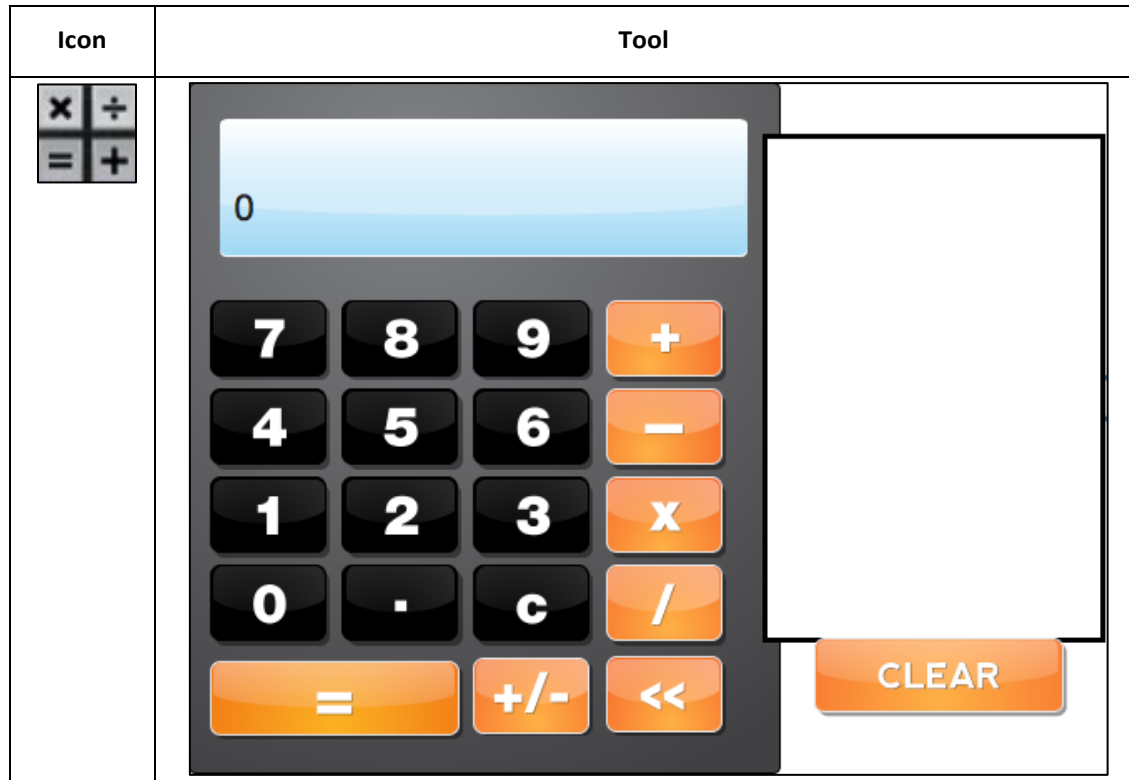 Icon Tool
× ÷
= +
0
7 8 9 +
4 5 6 −
1 2 3 x
0 . c /
= +/- <<
CLEAR